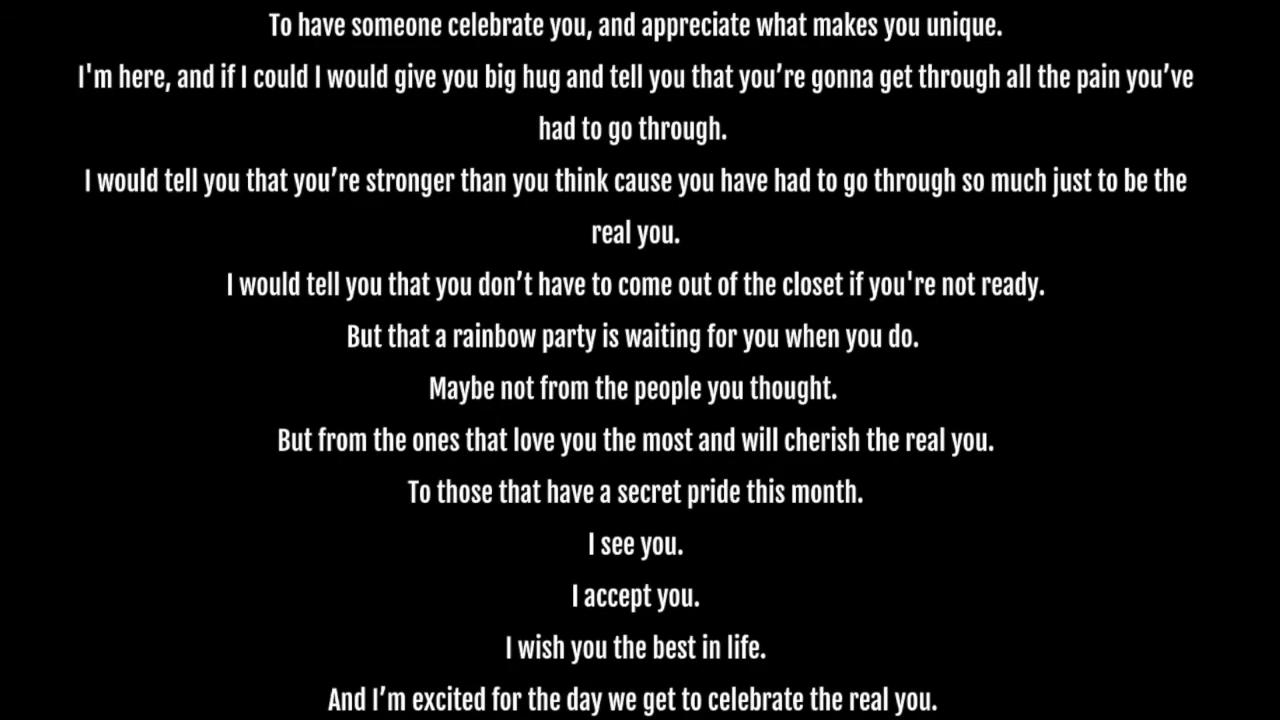 To have someone celebrate you, and appreciate what makes you unique.
I'm here, and if I could I would give you big hug and tell you that you’re gonna get through all the pain you’ve
had to go through.
I would tell you that you’re stronger than you think cause you have had to go through so much just to be the
real you.
I would tell you that you don’t have to come out of the closet if you're not ready.
But that a rainbow party is waiting for you when you do.
Maybe not from the people you thought.
But from the ones that love you the most and will cherish the real you.
To those that have a secret pride this month.
I see you.
I accept you.
I wish you the best in life.
And I’m excited for the day we get to celebrate the real you.